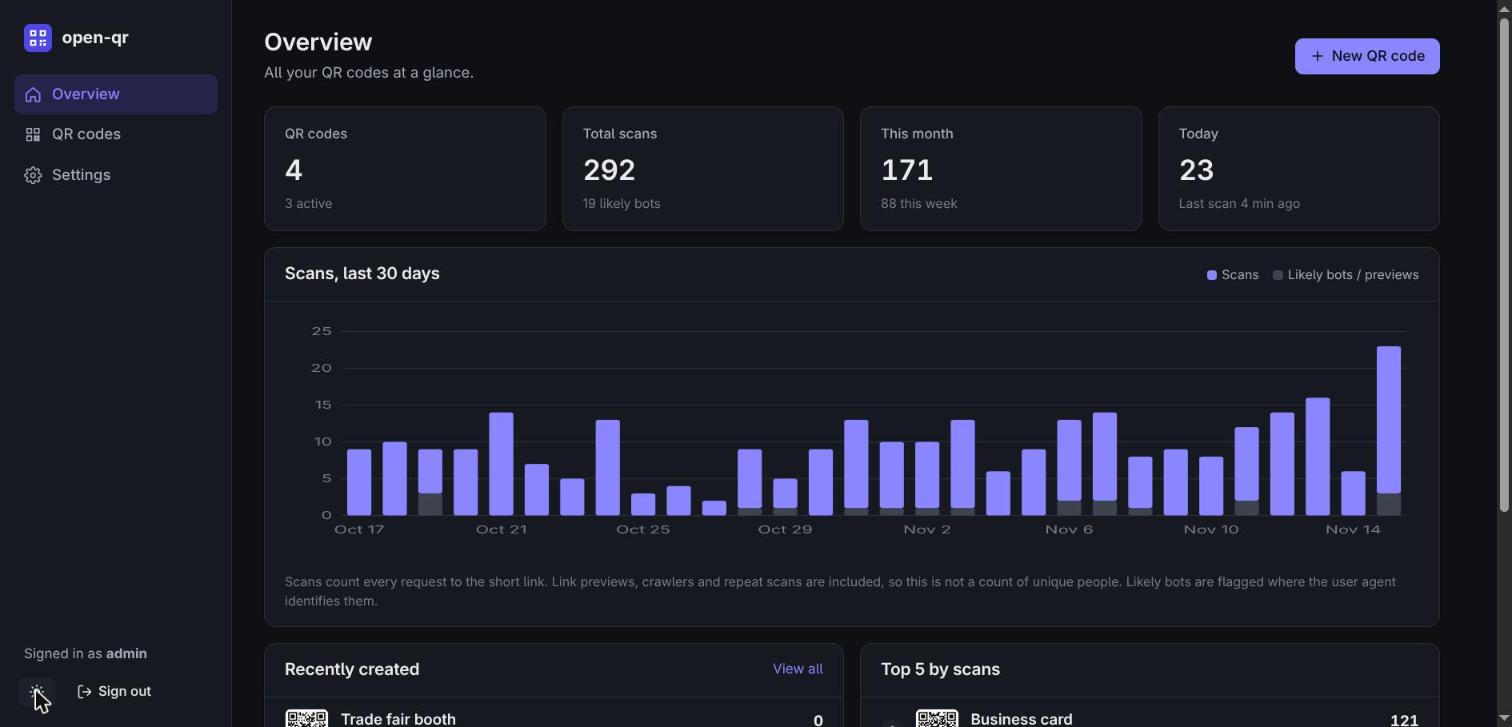 open-qr
Overview
QR codes
Settings
Signed in as admin
Sign out
Overview
All your QR codes at a glance.
+ New QR code
QR codes
4
3 active
Total scans
292
19 likely bots
This month
171
88 this week
Today
23
Last scan 4 min ago
Scans, last 30 days
Scans
Likely bots / previews
25
20
15
10
5
0
Oct 17
Oct 21
Oct 25
Oct 29
Nov 2
Nov 6
Nov 10
Nov 14
Scans count every request to the short link. Link previews, crawlers and repeat scans are included, so this is not a count of unique people. Likely bots are flagged where the user agent
identifies them.
Recently created
View all
Trade fair booth
0
Top 5 by scans
Business card
121